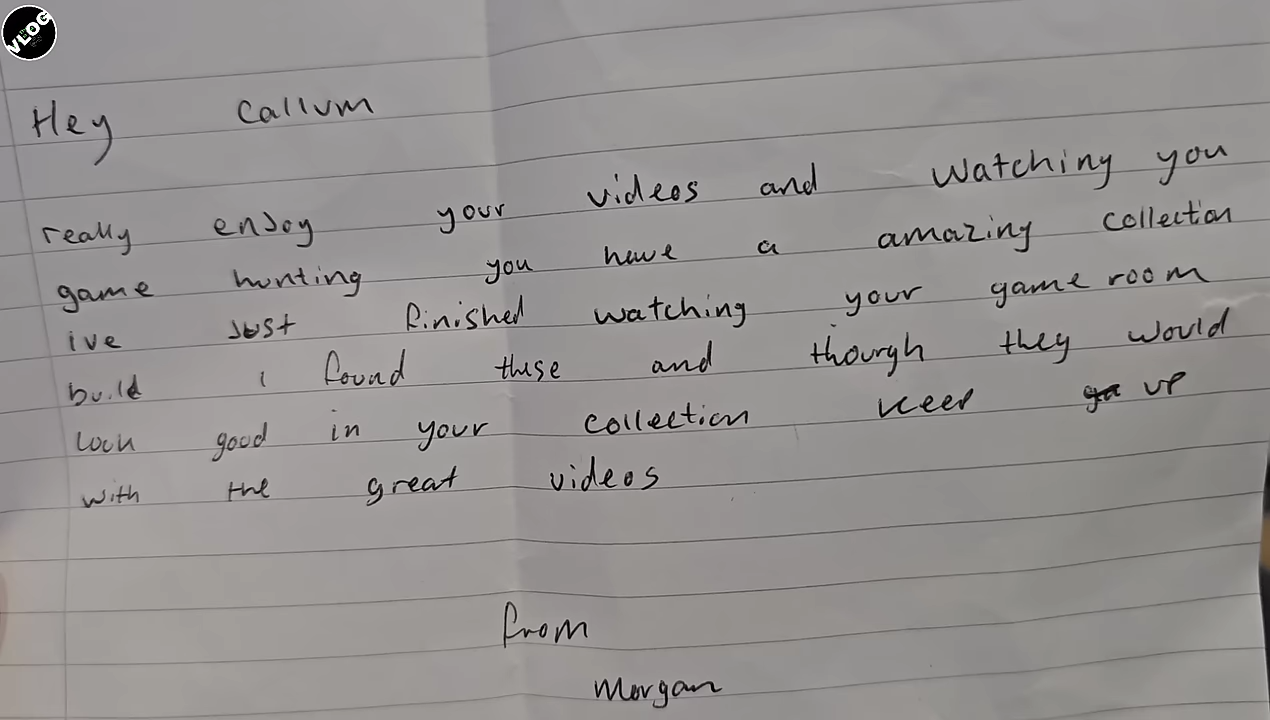 VLOG
Hey Callum
really enjoy your videos and watching you
game hunting you have a amazing collection
ive just finished watching your game room
build i found these and thourgh they would
look good in your collection keep up
with the great videos
from
Morgan